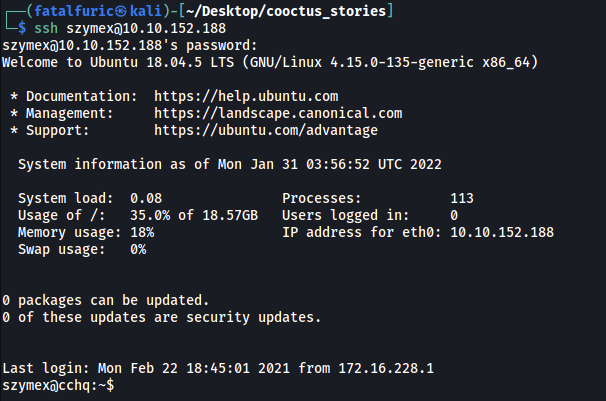 ┌──(fatalfuric㉿kali)-[~/Desktop/cooctus_stories]
└─$ ssh szymex@10.10.152.188
szymex@10.10.152.188's password:
Welcome to Ubuntu 18.04.5 LTS (GNU/Linux 4.15.0-135-generic x86_64)

 * Documentation:  https://help.ubuntu.com
 * Management:     https://landscape.canonical.com
 * Support:        https://ubuntu.com/advantage

  System information as of Mon Jan 31 03:56:52 UTC 2022

  System load:  0.08               Processes:           113
  Usage of /:   35.0% of 18.57GB   Users logged in:     0
  Memory usage: 18%                IP address for eth0: 10.10.152.188
  Swap usage:   0%

0 packages can be updated.
0 of these updates are security updates.

Last login: Mon Feb 22 18:45:01 2021 from 172.16.228.1
szymex@cchq:~$